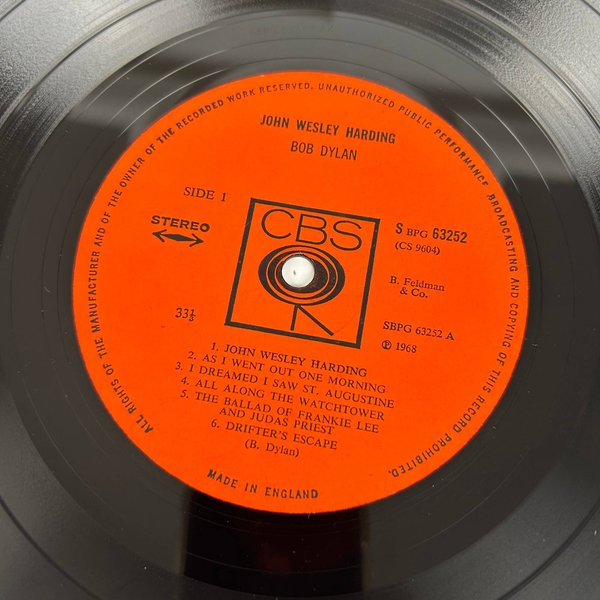 ALL RIGHTS OF THE MANUFACTURER AND OF THE OWNER OF THE RECORDED WORK RESERVED. UNAUTHORIZED PUBLIC PERFORMANCE BROADCASTING AND COPYING OF THIS RECORD PROHIBITED.
JOHN WESLEY HARDING
BOB DYLAN
SIDE 1
STEREO
CBS
S BPG 63252
(CS 9604)
B. Feldman
& Co.
33⅓
SBPG 63252 A
℗ 1968
1. JOHN WESLEY HARDING
2. AS I WENT OUT ONE MORNING
3. I DREAMED I SAW ST. AUGUSTINE
4. ALL ALONG THE WATCHTOWER
5. THE BALLAD OF FRANKIE LEE
AND JUDAS PRIEST
6. DRIFTER'S ESCAPE
(B. Dylan)
MADE IN ENGLAND